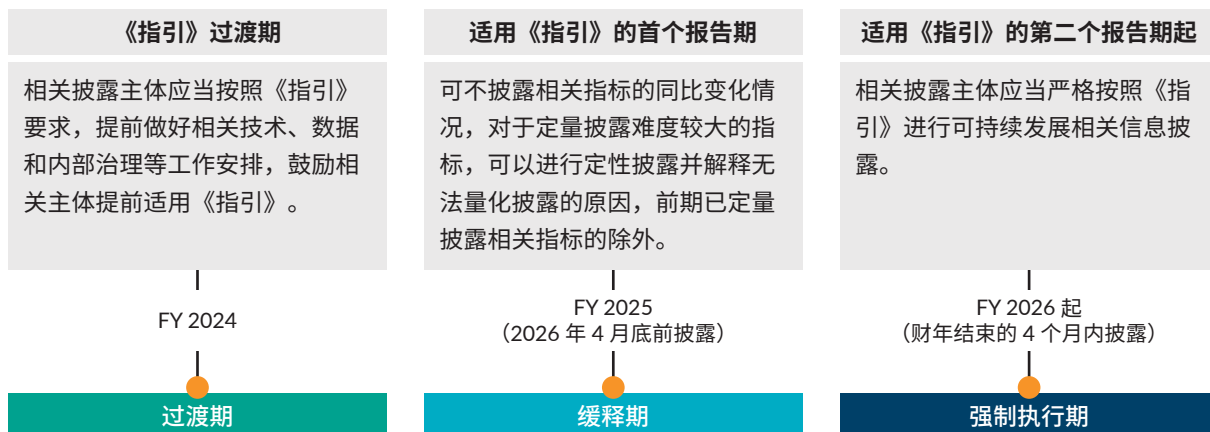 《指引》过渡期
相关披露主体应当按照《指引》
要求，提前做好相关技术、数据
和内部治理等工作安排，鼓励相
关主体提前适用《指引》。
FY 2024
过渡期
适用《指引》的首个报告期
可不披露相关指标的同比变化情
况，对于定量披露难度较大的指
标，可以进行定性披露并解释无
法量化披露的原因，前期已定量
披露相关指标的除外。
FY 2025
（2026 年 4 月底前披露）
缓释期
适用《指引》的第二个报告期起
相关披露主体应当严格按照《指
引》进行可持续发展相关信息披
露。
FY 2026 起
（财年结束的 4 个月内披露）
强制执行期